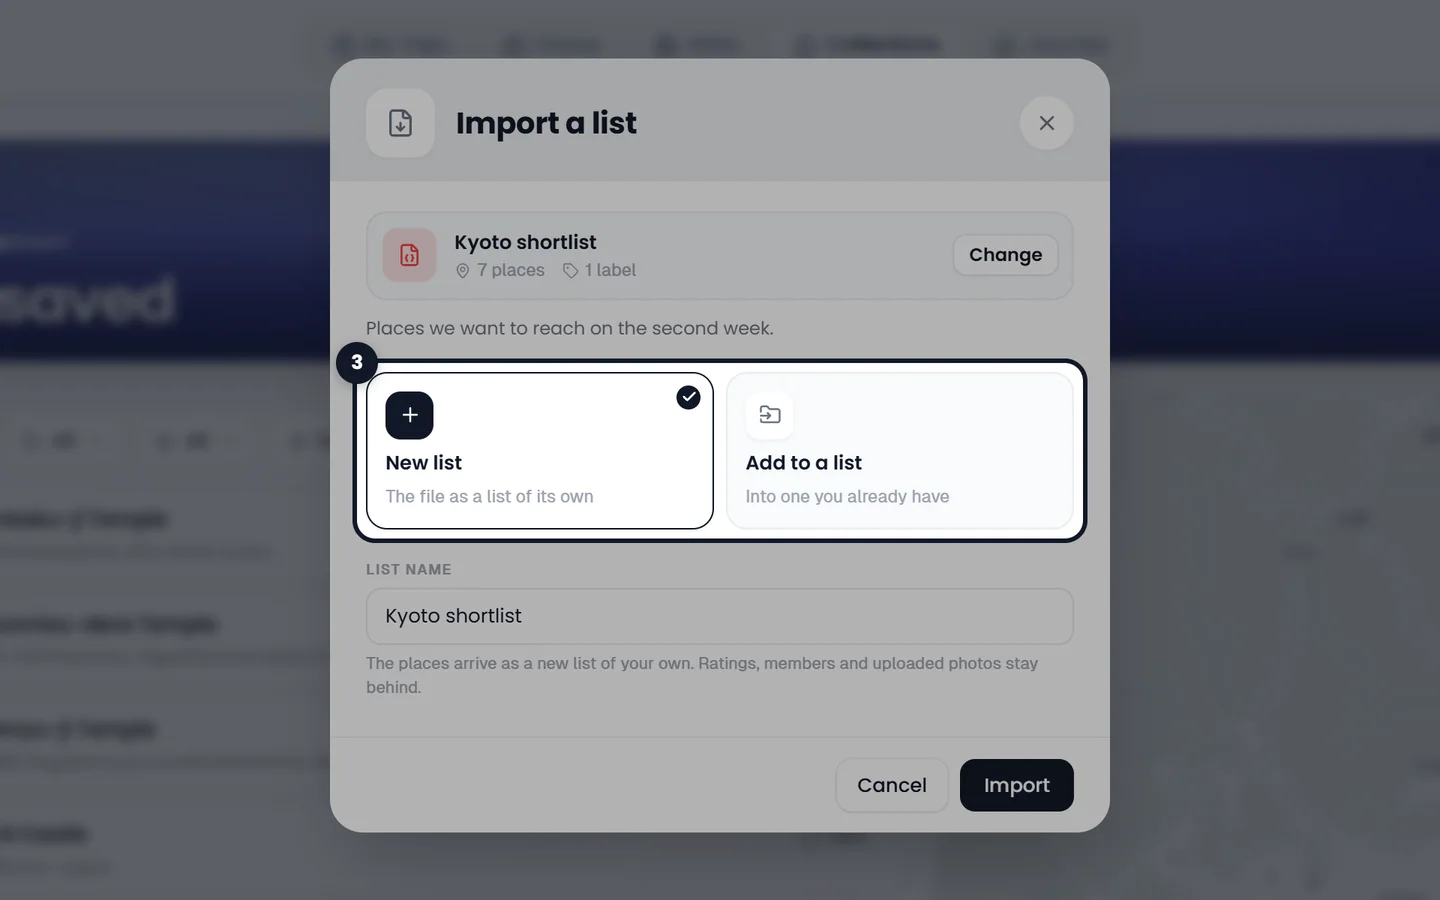 Import a list
Kyoto shortlist
7 places 1 label
Change
Places we want to reach on the second week.
3
New list
The file as a list of its own
Add to a list
Into one you already have
LIST NAME
Kyoto shortlist
The places arrive as a new list of your own. Ratings, members and uploaded photos stay
behind.
Cancel
Import
saved